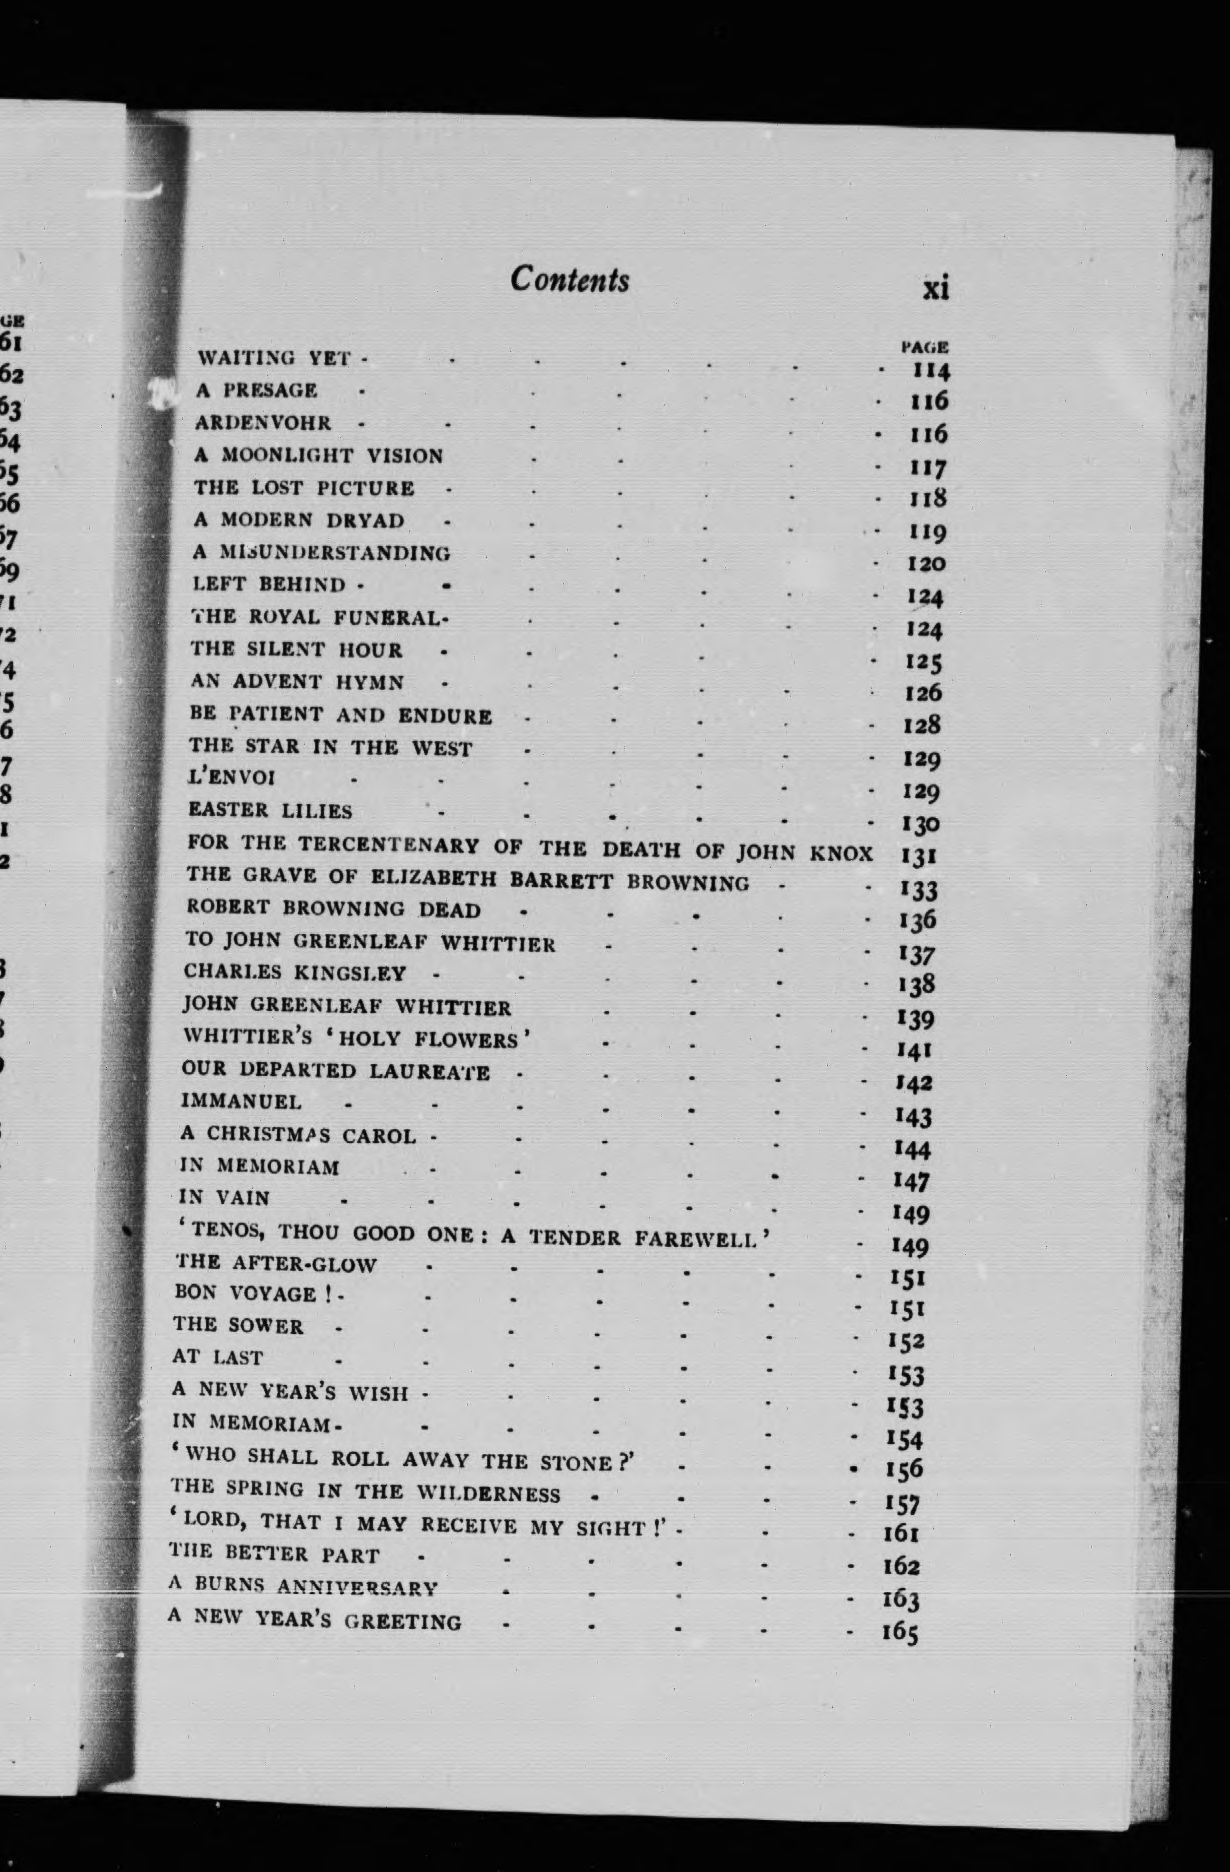 Contents xi
PAGE
WAITING YET - - - - - - - 114
A PRESAGE - - - - - - 116
ARDENVOHR - - - - - - - 116
A MOONLIGHT VISION - - - - 117
THE LOST PICTURE - - - - - - 118
A MODERN DRYAD - - - - - - 119
A MISUNDERSTANDING - - - - - 120
LEFT BEHIND - - - - - - - 124
THE ROYAL FUNERAL - - - - - - 124
THE SILENT HOUR - - - - - 125
AN ADVENT HYMN - - - - - - 126
BE PATIENT AND ENDURE - - - - - 128
THE STAR IN THE WEST - - - - - 129
L'ENVOI - - - - - - - 129
EASTER LILIES - - - - - - 130
FOR THE TERCENTENARY OF THE DEATH OF JOHN KNOX 131
THE GRAVE OF ELIZABETH BARRETT BROWNING - - 133
ROBERT BROWNING DEAD - - - - - 136
TO JOHN GREENLEAF WHITTIER - - - - 137
CHARLES KINGSLEY - - - - - - 138
JOHN GREENLEAF WHITTIER - - - - 139
WHITTIER'S ‘HOLY FLOWERS’ - - - - 141
OUR DEPARTED LAUREATE - - - - - 142
IMMANUEL - - - - - - - 143
A CHRISTMAS CAROL - - - - - - 144
IN MEMORIAM - - - - - - 147
IN VAIN - - - - - - - 149
‘TENOS, THOU GOOD ONE: A TENDER FAREWELL’ - 149
THE AFTER-GLOW - - - - - - 151
BON VOYAGE! - - - - - - - 151
THE SOWER - - - - - - - 152
AT LAST - - - - - - - 153
A NEW YEAR'S WISH - - - - - - 153
IN MEMORIAM - - - - - - - 154
‘WHO SHALL ROLL AWAY THE STONE?’ - - - 156
THE SPRING IN THE WILDERNESS - - - - 157
‘LORD, THAT I MAY RECEIVE MY SIGHT!’ - - - 161
THE BETTER PART - - - - - - 162
A BURNS ANNIVERSARY - - - - - 163
A NEW YEAR'S GREETING - - - - - 165